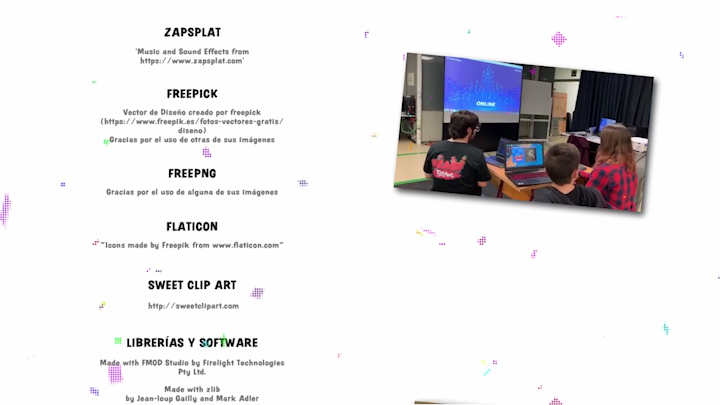 ZAPSPLAT
'Music and Sound Effects from
https://www.zapsplat.com'
FREEPICK
Vector de Diseño creado por freepick
(https://www.freepik.es/fotos-vectores-gratis/
diseno)
Gracias por el uso de otras de sus imágenes
FREEPNG
Gracias por el uso de alguna de sus imágenes
FLATICON
"Icons made by Freepik from www.flaticon.com"
SWEET CLIP ART
http://sweetclipart.com
LIBRERÍAS Y SOFTWARE
Made with FMOD Studio by Firelight Technologies
Pty Ltd.
Made with zlib
by Jean-loup Gailly and Mark Adler
ONLINE